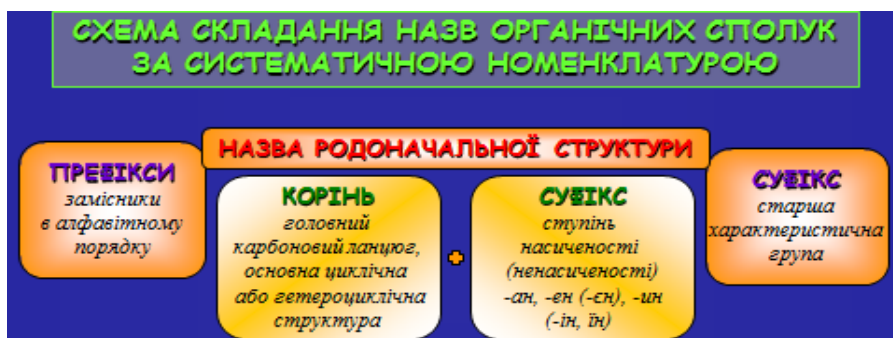 СХЕМА СКЛАДАННЯ НАЗВ ОРГАНІЧНИХ СПОЛУК
ЗА СИСТЕМАТИЧНОЮ НОМЕНКЛАТУРОЮ
НАЗВА РОДОНАЧАЛЬНОЇ СТРУКТУРИ
ПРЕФІКСИ
замісники
в алфавітному
порядку
КОРІНЬ
головний
карбоновий ланцюг,
основна циклічна
або гетероциклічна
структура
+
СУФІКС
ступінь
насиченості
(ненасиченості)
-ан, -ен (-єн), -ин
(-ін, їн)
СУФІКС
старша
характеристична
група